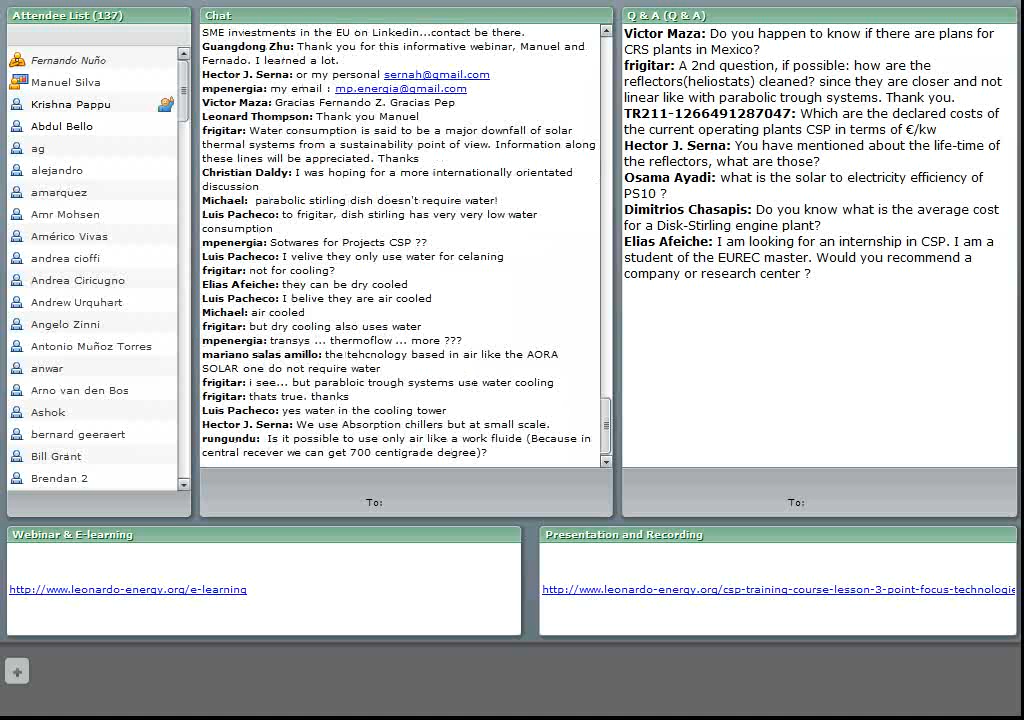 Attendee List (137)
Fernando Nuño
Manuel Silva
Krishna Pappu
Abdul Bello
ag
alejandro
amarquez
Amr Mohsen
Américo Vivas
andrea cioffi
Andrea Ciricugno
Andrew Urquhart
Angelo Zinni
Antonio Muñoz Torres
anwar
Arno van den Bos
Ashok
bernard geeraert
Bill Grant
Brendan 2
Chat
SME investments in the EU on Linkedin...contact be there.
Guangdong Zhu: Thank you for this informative webinar, Manuel and
Fernado. I learned a lot.
Hector J. Serna: or my personal sernah@gmail.com
mpenergia: my email : mp.energia@gmail.com
Victor Maza: Gracias Fernando Z. Gracias Pep
Leonard Thompson: Thank you Manuel
frigitar: Water consumption is said to be a major downfall of solar
thermal systems from a sustainability point of view. Information along
these lines will be appreciated. Thanks
Christian Daldy: I was hoping for a more internationally orientated
discussion
Michael: parabolic stirling dish doesn't require water!
Luis Pacheco: to frigitar, dish stirling has very very low water
consumption
mpenergia: Sotwares for Projects CSP ??
Luis Pacheco: I velive they only use water for celaning
frigitar: not for cooling?
Elias Afeiche: they can be dry cooled
Luis Pacheco: I belive they are air cooled
Michael: air cooled
frigitar: but dry cooling also uses water
mpenergia: transys ... thermoflow ... more ???
mariano salas amillo: the tehcnology based in air like the AORA
SOLAR one do not require water
frigitar: i see... but parabloic trough systems use water cooling
frigitar: thats true. thanks
Luis Pacheco: yes water in the cooling tower
Hector J. Serna: We use Absorption chillers but at small scale.
rungundu: Is it possible to use only air like a work fluide (Because in
central recever we can get 700 centigrade degree)?
To:
Q & A (Q & A)
Victor Maza: Do you happen to know if there are plans for
CRS plants in Mexico?
frigitar: A 2nd question, if possible: how are the
reflectors(heliostats) cleaned? since they are closer and not
linear like with parabolic trough systems. Thank you.
TR211-1266491287047: Which are the declared costs of
the current operating plants CSP in terms of €/kw
Hector J. Serna: You have mentioned about the life-time of
the reflectors, what are those?
Osama Ayadi: what is the solar to electricity efficiency of
PS10 ?
Dimitrios Chasapis: Do you know what is the average cost
for a Disk-Stirling engine plant?
Elias Afeiche: I am looking for an internship in CSP. I am a
student of the EUREC master. Would you recommend a
company or research center ?
To:
Webinar & E-learning
http://www.leonardo-energy.org/e-learning
Presentation and Recording
http://www.leonardo-energy.org/csp-training-course-lesson-3-point-focus-technologie